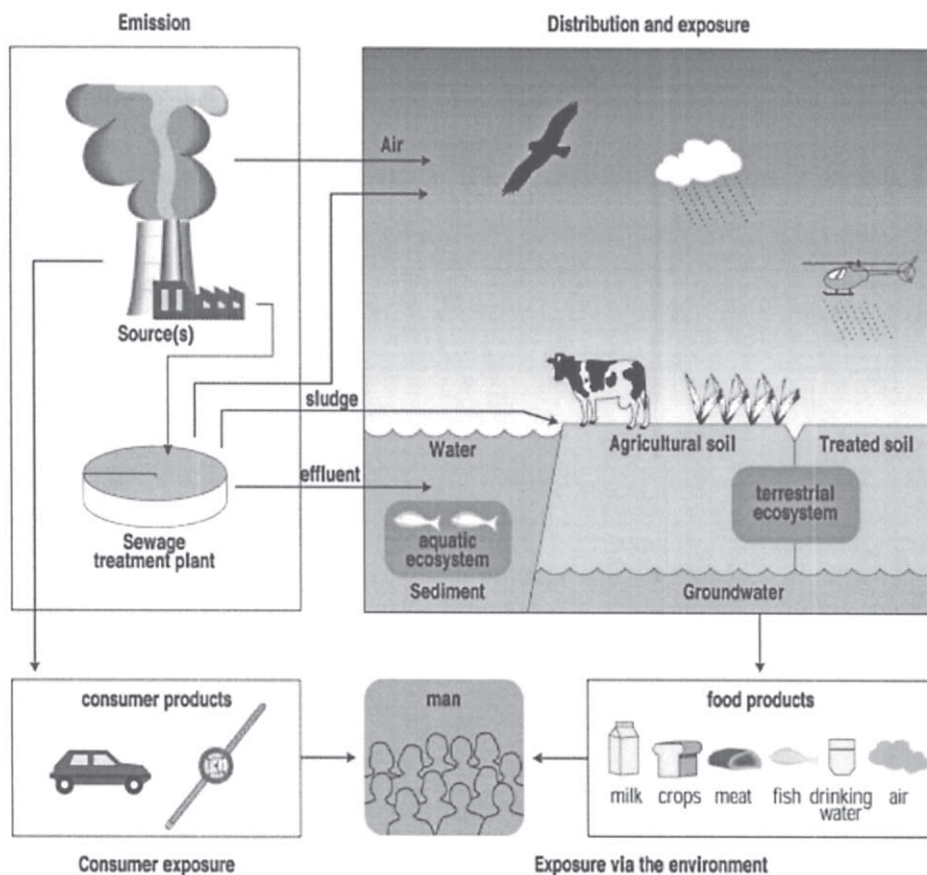 Emission
Distribution and exposure
Air
Source(s)
sludge
Water
Agricultural soil
Treated soil
effluent
terrestrial
ecosystem
aquatic
ecosystem
Sewage
treatment plant
Sediment
Groundwater
consumer products
man
food products
milk
crops
meat
fish
drinking
water
air
Consumer exposure
Exposure via the environment